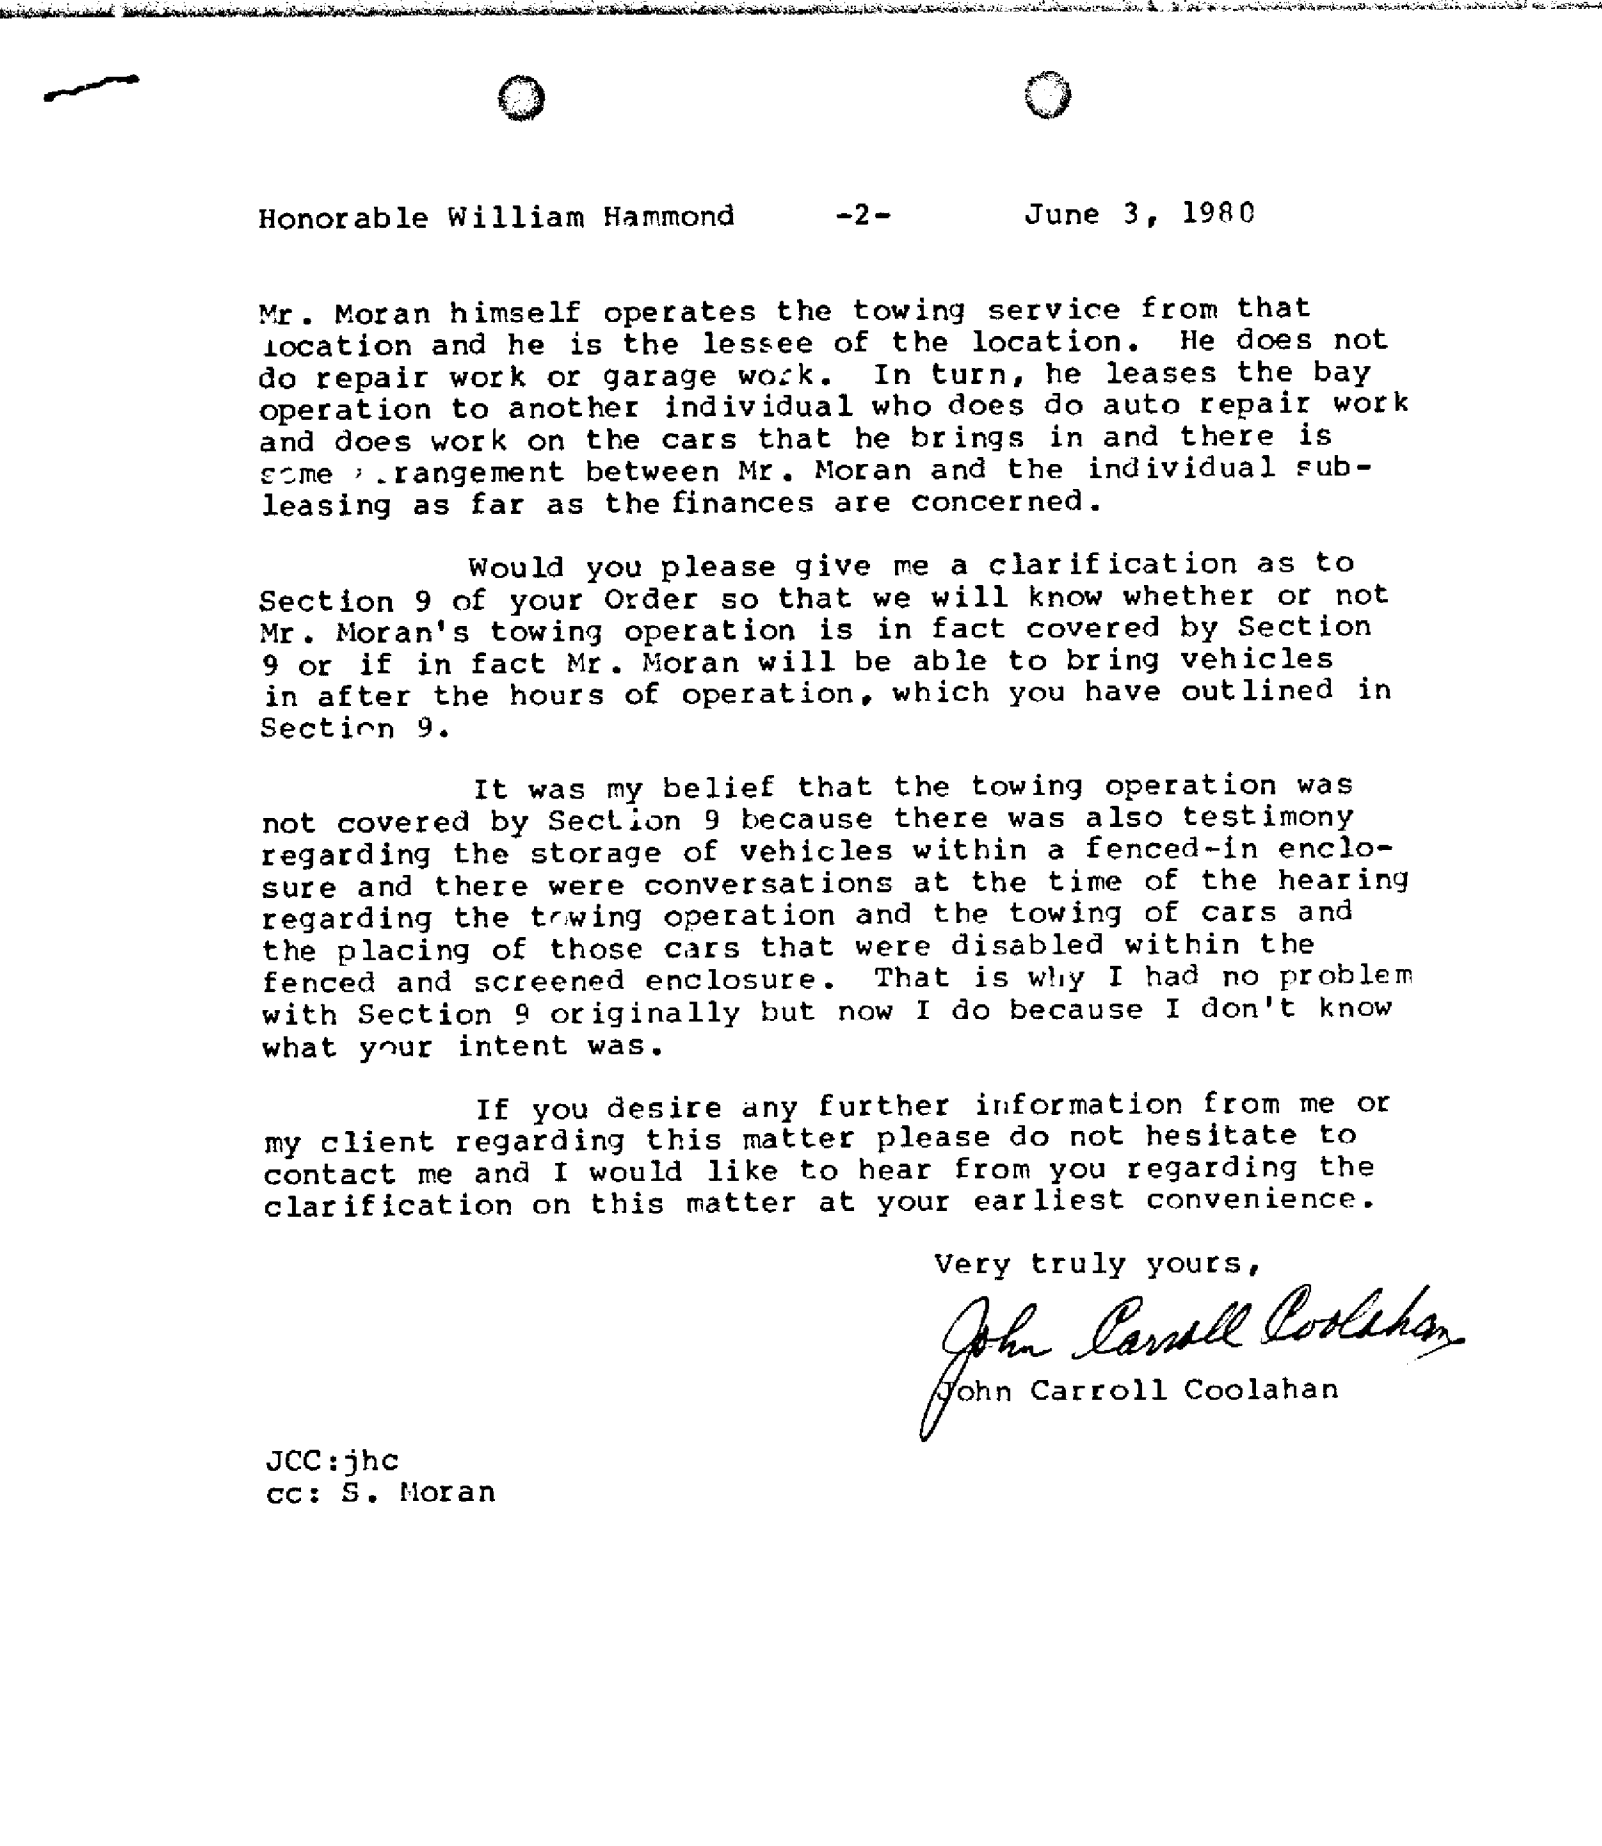 Honorable William Hammond -2- June 3, 1980
Mr. Moran himself operates the towing service from that
location and he is the lessee of the location. He does not
do repair work or garage work. In turn, he leases the bay
operation to another individual who does do auto repair work
and does work on the cars that he brings in and there is
some arrangement between Mr. Moran and the individual sub-
leasing as far as the finances are concerned.
Would you please give me a clarification as to
Section 9 of your Order so that we will know whether or not
Mr. Moran's towing operation is in fact covered by Section
9 or if in fact Mr. Moran will be able to bring vehicles
in after the hours of operation, which you have outlined in
Section 9.
It was my belief that the towing operation was
not covered by Section 9 because there was also testimony
regarding the storage of vehicles within a fenced-in enclo-
sure and there were conversations at the time of the hearing
regarding the towing operation and the towing of cars and
the placing of those cars that were disabled within the
fenced and screened enclosure. That is why I had no problem
with Section 9 originally but now I do because I don't know
what your intent was.
If you desire any further information from me or
my client regarding this matter please do not hesitate to
contact me and I would like to hear from you regarding the
clarification on this matter at your earliest convenience.
Very truly yours,
John Carroll Coolahan
John Carroll Coolahan
JCC:jhc
cc: S. Moran